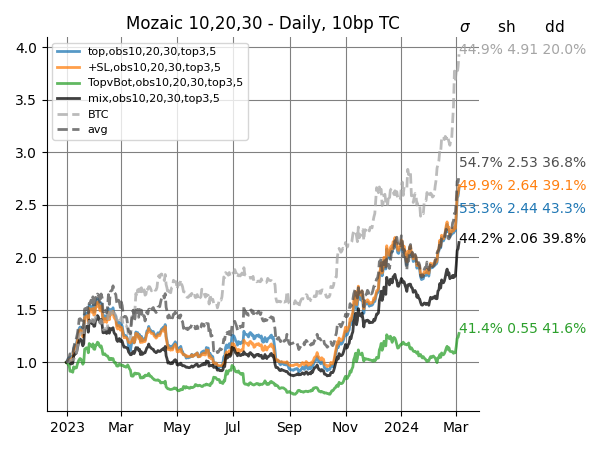 Mozaic 10,20,30 - Daily, 10bp TC
σ sh dd
top,obs10,20,30,top3,5
+SL,obs10,20,30,top3,5
TopvBot,obs10,20,30,top3,5
mix,obs10,20,30,top3,5
BTC
avg
44.9% 4.91 20.0%
54.7% 2.53 36.8%
49.9% 2.64 39.1%
53.3% 2.44 43.3%
44.2% 2.06 39.8%
41.4% 0.55 41.6%
4.0
3.5
3.0
2.5
2.0
1.5
1.0
2023 Mar May Jul Sep Nov 2024 Mar